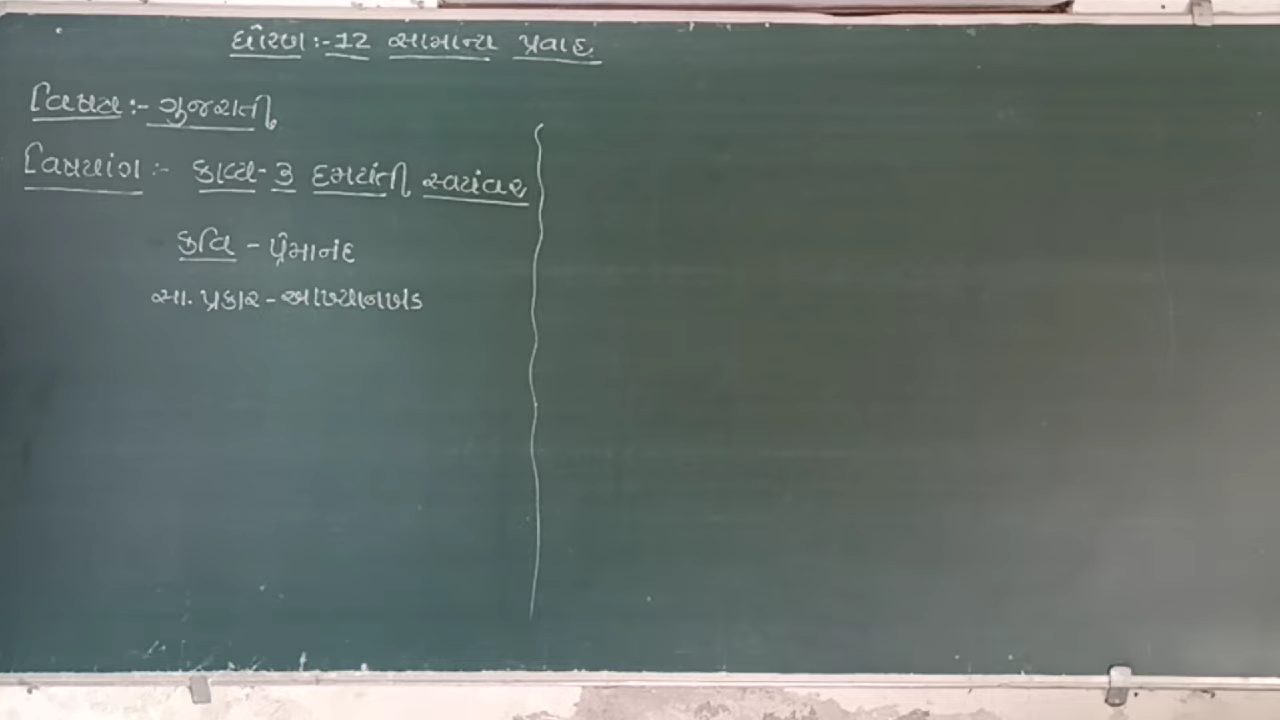 ધોરણ :- 12 સામાન્ય પ્રવાહ
વિષય :- ગુજરાતી
વિષયાંગ :- કાવ્ય - 3 દમયંતી સ્વયંવર
કવિ - પ્રેમાનંદ
સા. પ્રકાર - આખ્યાનખંડ